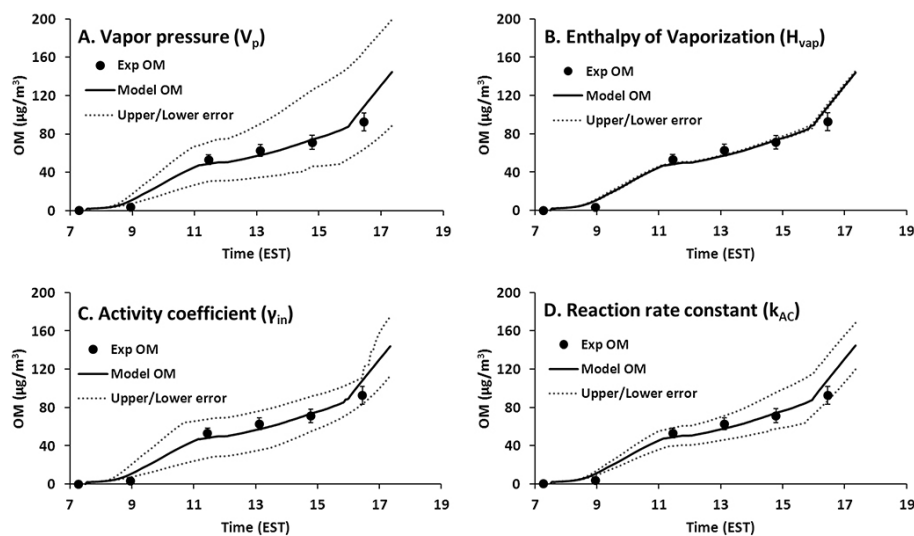 A. Vapor pressure (Vp)
Exp OM
Model OM
Upper/Lower error
OM (μg/m³)
200
160
120
80
40
0
7 9 11 13 15 17 19
Time (EST)
B. Enthalpy of Vaporization (Hvap)
Exp OM
Model OM
Upper/Lower error
OM (μg/m³)
200
160
120
80
40
0
7 9 11 13 15 17 19
Time (EST)
C. Activity coefficient (γin)
Exp OM
Model OM
Upper/Lower error
OM (μg/m³)
200
160
120
80
40
0
7 9 11 13 15 17 19
Time (EST)
D. Reaction rate constant (kAC)
Exp OM
Model OM
Upper/Lower error
OM (μg/m³)
200
160
120
80
40
0
7 9 11 13 15 17 19
Time (EST)